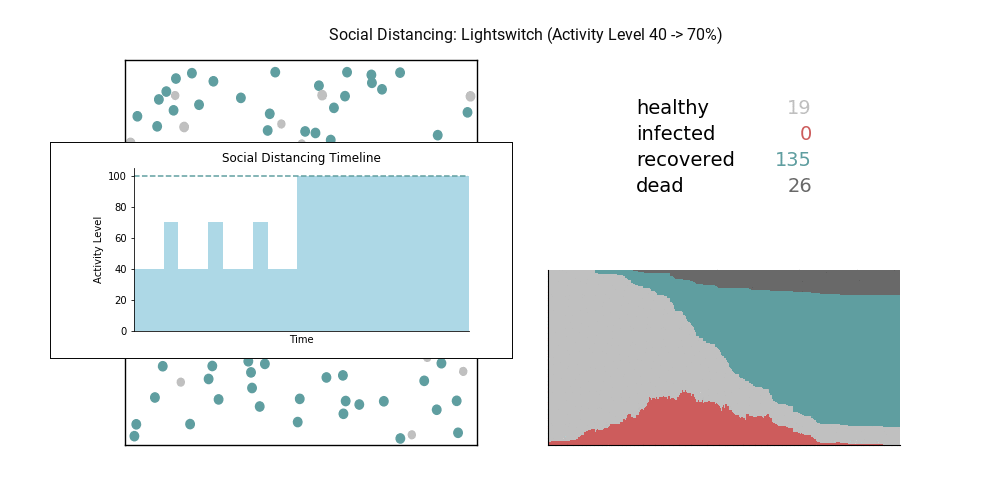 Social Distancing: Lightswitch (Activity Level 40 -> 70%)
healthy 19
infected 0
recovered 135
dead 26
Social Distancing Timeline
Activity Level
100
80
60
40
20
0
Time